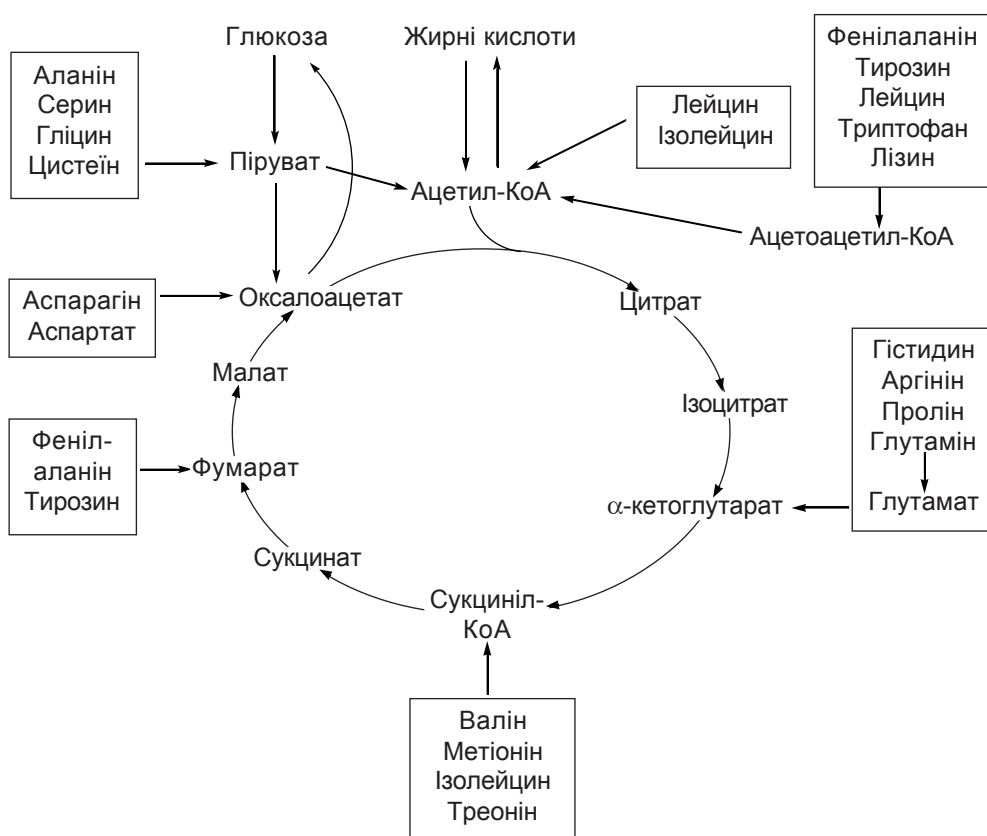 Глюкоза
Жирні кислоти
Аланін
Серин
Гліцин
Цистеїн
Фенілаланін
Тирозин
Лейцин
Триптофан
Лізин
Лейцин
Ізолейцин
Піруват
Ацетил-КоА
Ацетоацетил-КоА
Аспарагін
Аспартат
Оксалоацетат
Цитрат
Малат
Ізоцитрат
Гістидин
Аргінін
Пролін
Глутамін
Глутамат
Феніл-
аланін
Тирозин
Фумарат
α-кетоглутарат
Сукцинат
Сукциніл-
КоА
Валін
Метіонін
Ізолейцин
Треонін